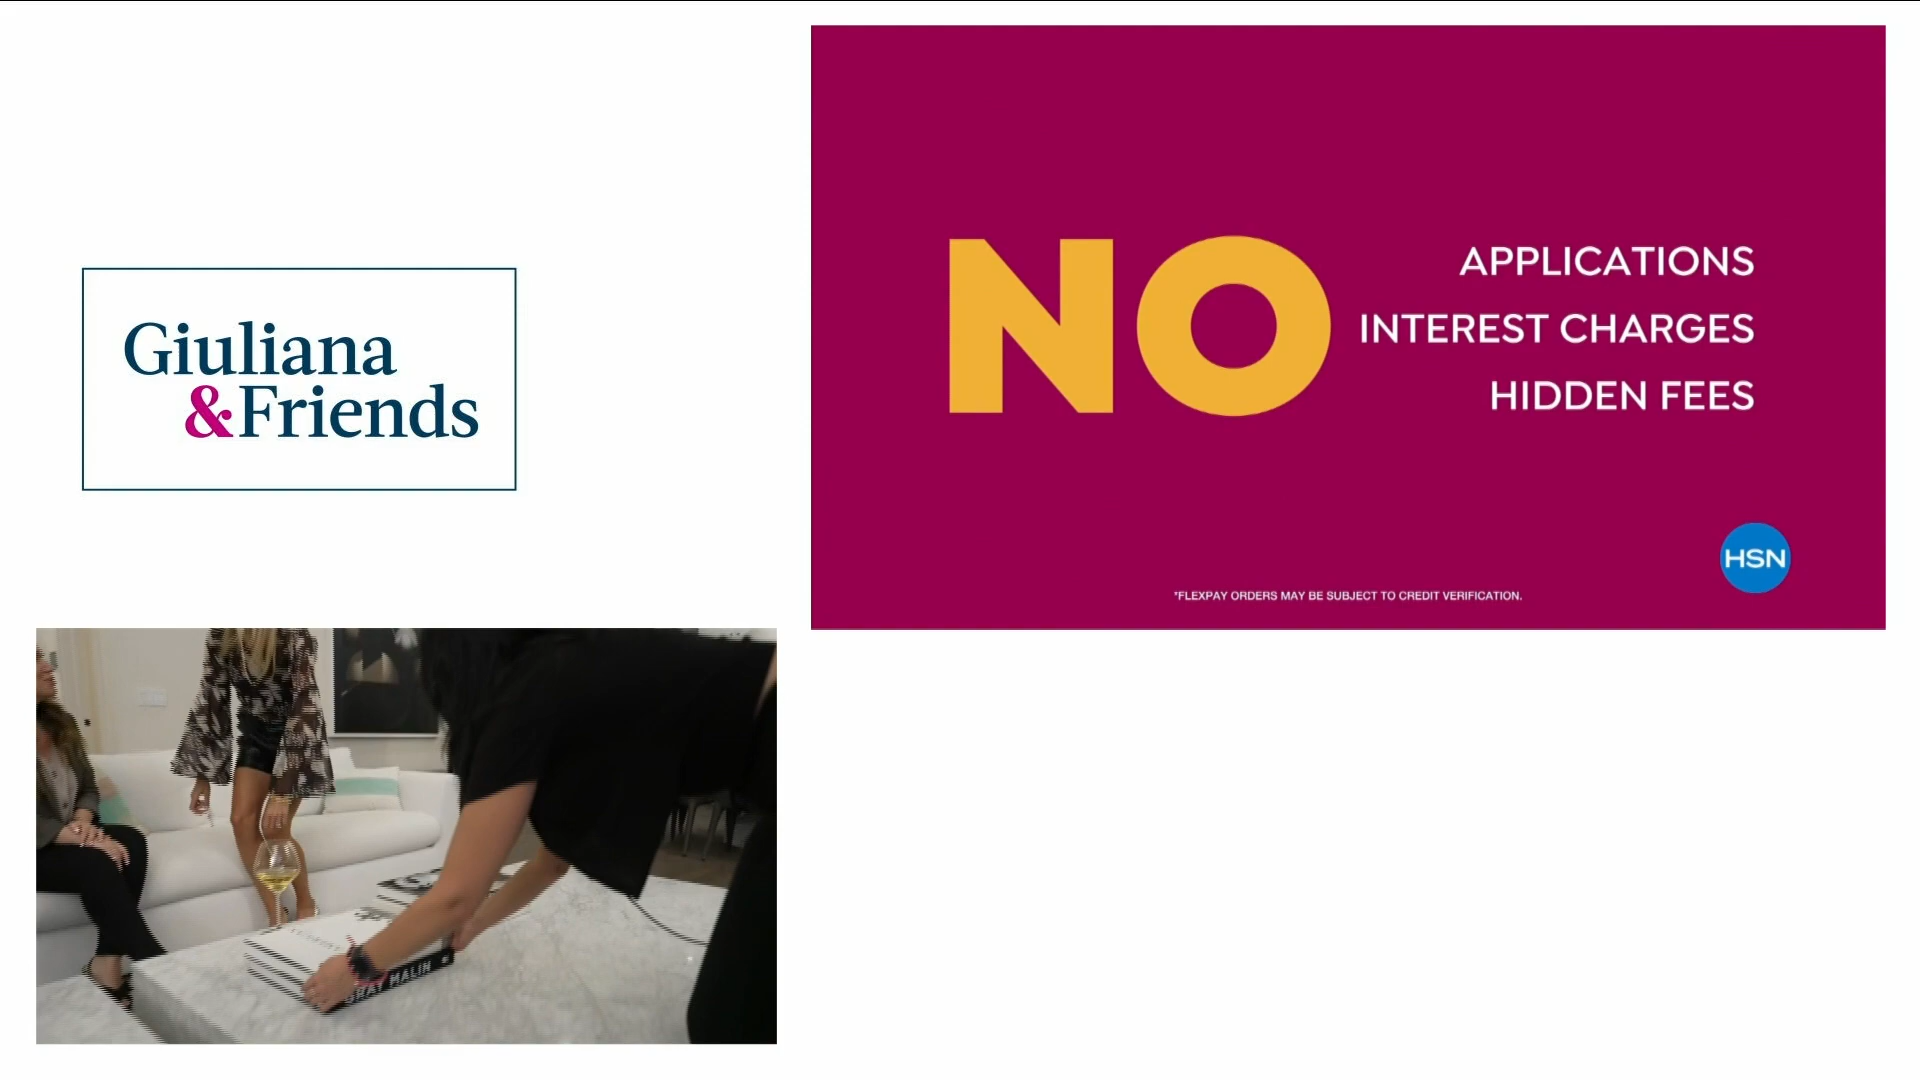 Giuliana
&Friends
NO
APPLICATIONS
INTEREST CHARGES
HIDDEN FEES
HSN
*FLEXPAY ORDERS MAY BE SUBJECT TO CREDIT VERIFICATION.
GRAY MALIN